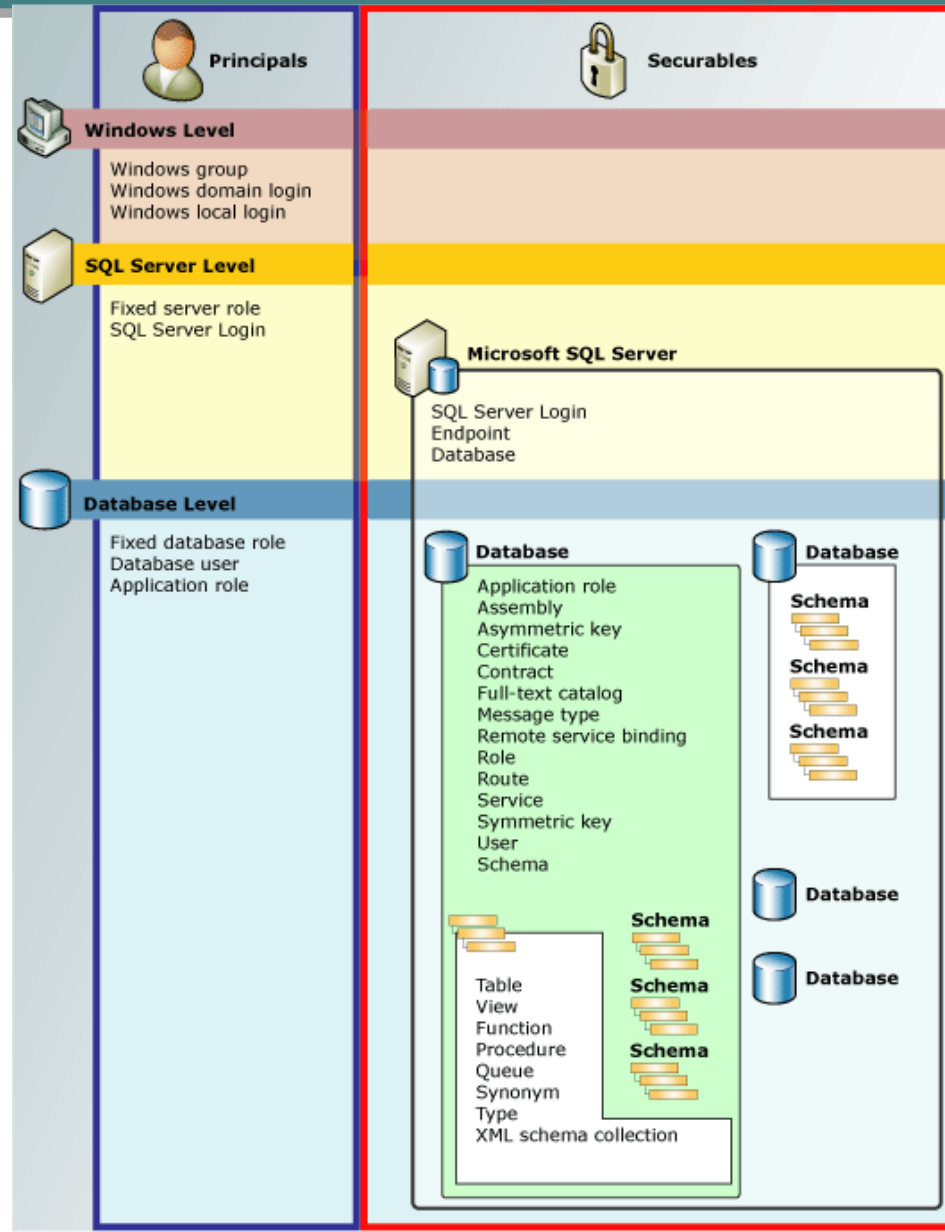 Principals
Securables
Windows Level
Windows group
Windows domain login
Windows local login
SQL Server Level
Fixed server role
SQL Server Login
Microsoft SQL Server
SQL Server Login
Endpoint
Database
Database Level
Fixed database role
Database user
Application role
Database
Application role
Assembly
Asymmetric key
Certificate
Contract
Full-text catalog
Message type
Remote service binding
Role
Route
Service
Symmetric key
User
Schema
Table
View
Function
Procedure
Queue
Synonym
Type
XML schema collection
Schema
Schema
Schema
Database
Schema
Schema
Schema
Database
Database